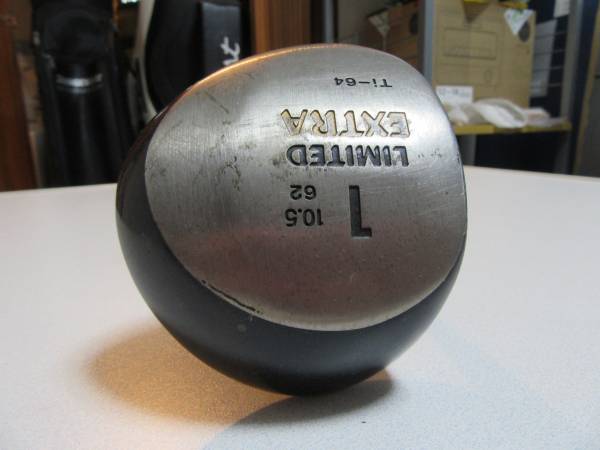 Ti-64
EXTRA
LIMITED
1
62
10.5